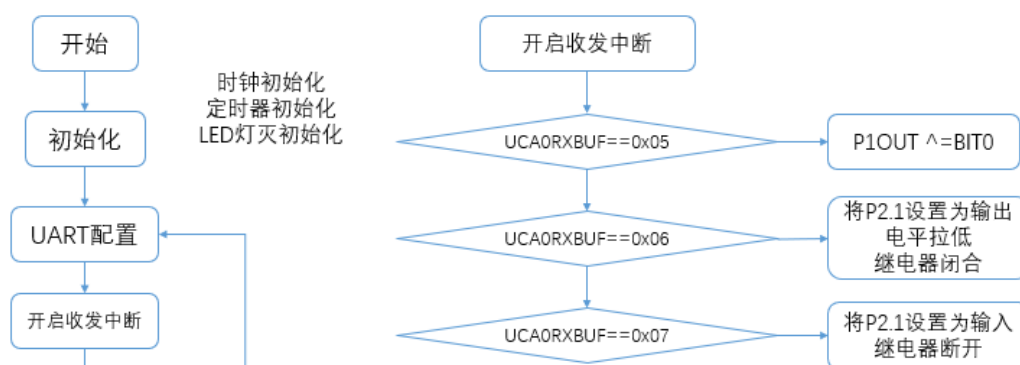 开始
初始化
时钟初始化
定时器初始化
LED灯灭初始化
UART配置
开启收发中断
开启收发中断
UCA0RXBUF==0x05
P1OUT ^=BIT0
UCA0RXBUF==0x06
将P2.1设置为输出
电平拉低
继电器闭合
UCA0RXBUF==0x07
将P2.1设置为输入
继电器断开